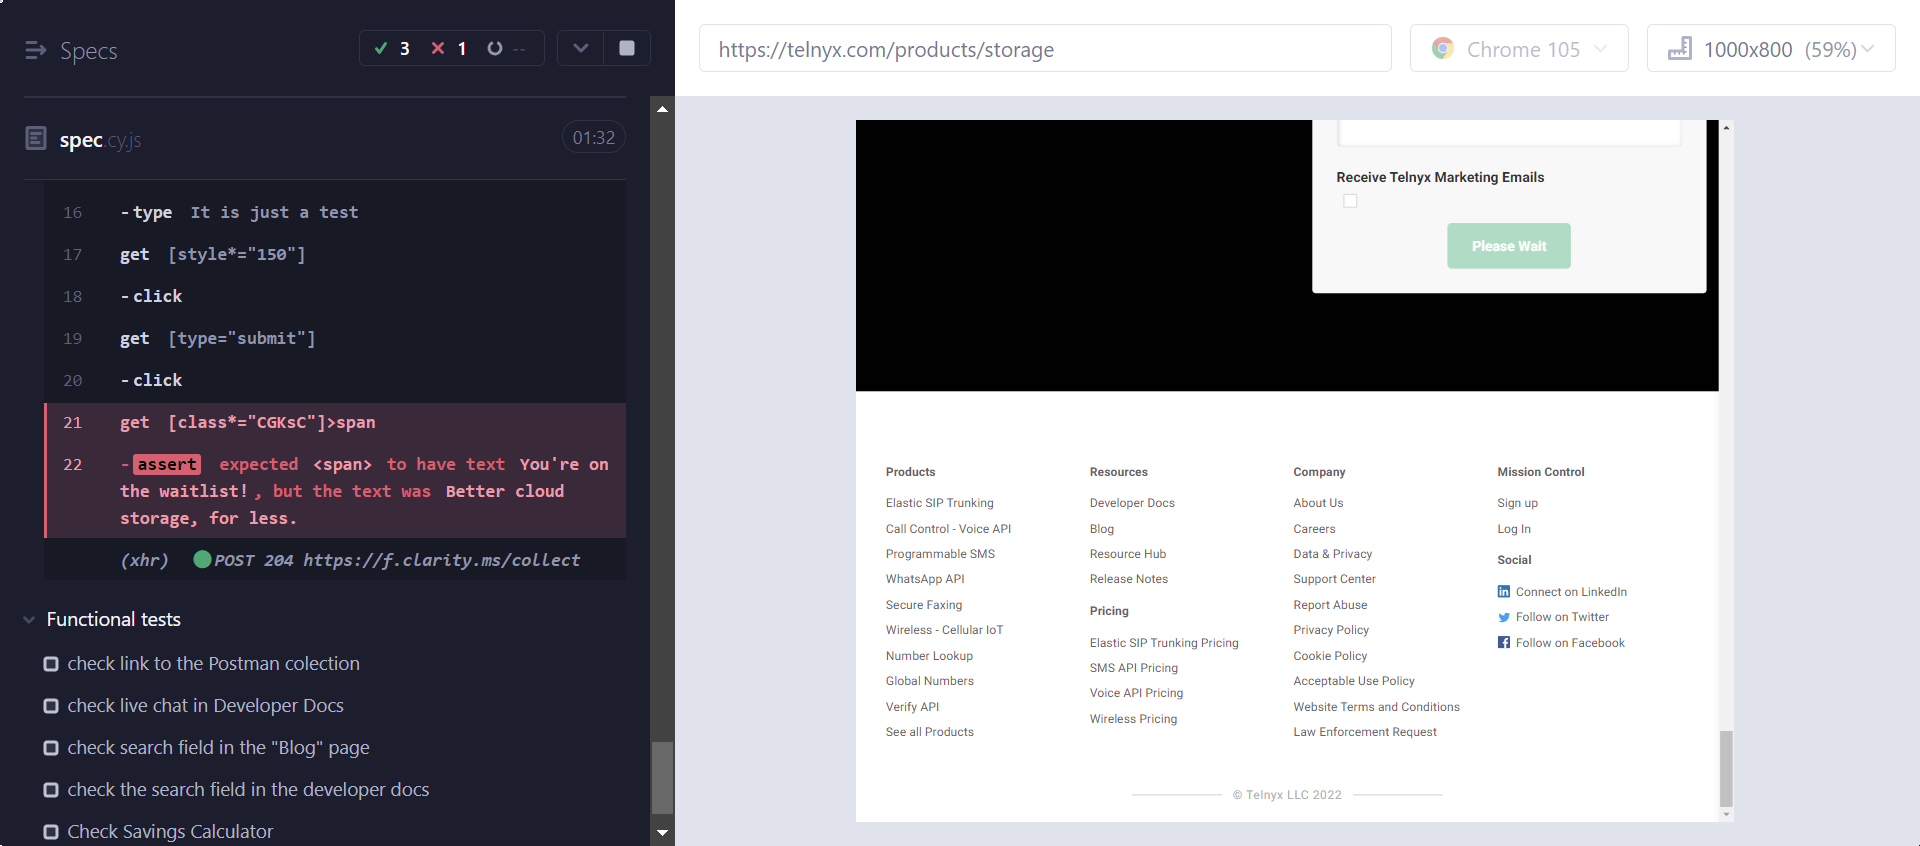 Specs
3 1 --
https://telnyx.com/products/storage
Chrome 105
1000x800 (59%)
spec.cy.js
01:32
16 -type It is just a test
17 get [style*="150"]
18 -click
19 get [type="submit"]
20 -click
21 get [class*="CGKsC"]>span
22 -assert expected <span> to have text You're on
the waitlist!, but the text was Better cloud
storage, for less.
(xhr) POST 204 https://f.clarity.ms/collect
Functional tests
check link to the Postman colection
check live chat in Developer Docs
check search field in the "Blog" page
check the search field in the developer docs
Check Savings Calculator
Receive Telnyx Marketing Emails
Please Wait
Products
Elastic SIP Trunking
Call Control - Voice API
Programmable SMS
WhatsApp API
Secure Faxing
Wireless - Cellular IoT
Number Lookup
Global Numbers
Verify API
See all Products
Resources
Developer Docs
Blog
Resource Hub
Release Notes
Pricing
Elastic SIP Trunking Pricing
SMS API Pricing
Voice API Pricing
Wireless Pricing
Company
About Us
Careers
Data & Privacy
Support Center
Report Abuse
Privacy Policy
Cookie Policy
Acceptable Use Policy
Website Terms and Conditions
Law Enforcement Request
Mission Control
Sign up
Log In
Social
Connect on LinkedIn
Follow on Twitter
Follow on Facebook
© Telnyx LLC 2022